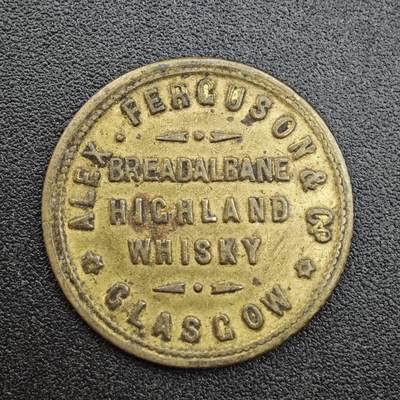 ALEX. FERGUSON & Co
BREADALBANE
HIGHLAND
WHISKY
GLASGOW